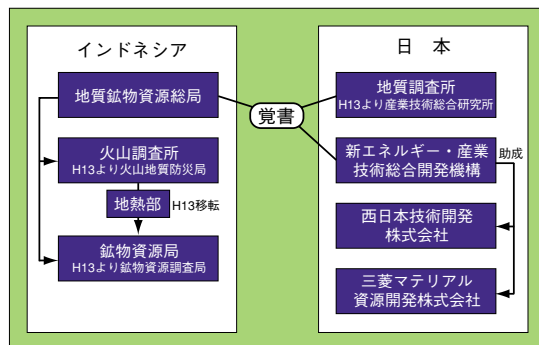 インドネシア
地質鉱物資源総局
火山調査所
H13より火山地質防災局
地熱部
H13移転
鉱物資源局
H13より鉱物資源調査局
覚書
日 本
地質調査所
H13より産業技術総合研究所
新エネルギー・産業
技術総合開発機構
助成
西日本技術開発
株式会社
三菱マテリアル
資源開発株式会社